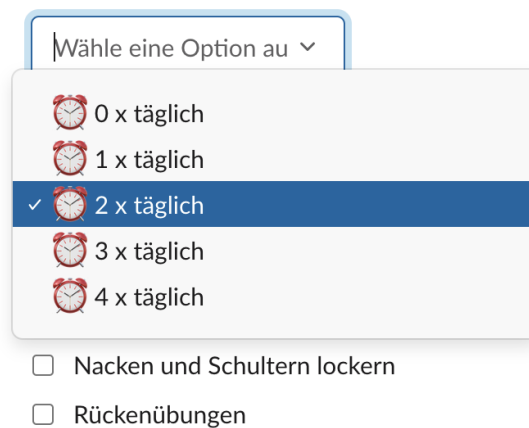 Wähle eine Option au
0 x täglich
1 x täglich
2 x täglich
3 x täglich
4 x täglich
Nacken und Schultern lockern
Rückenübungen